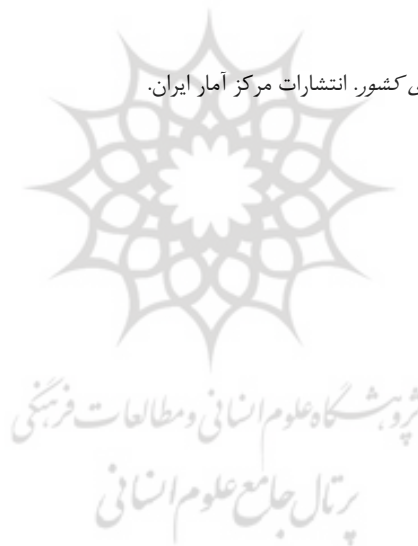 کشور. انتشارات مرکز آمار ایران.
پژوهشگاه علوم انسانی و مطالعات فرهنگی
پرتال جامع علوم انسانی